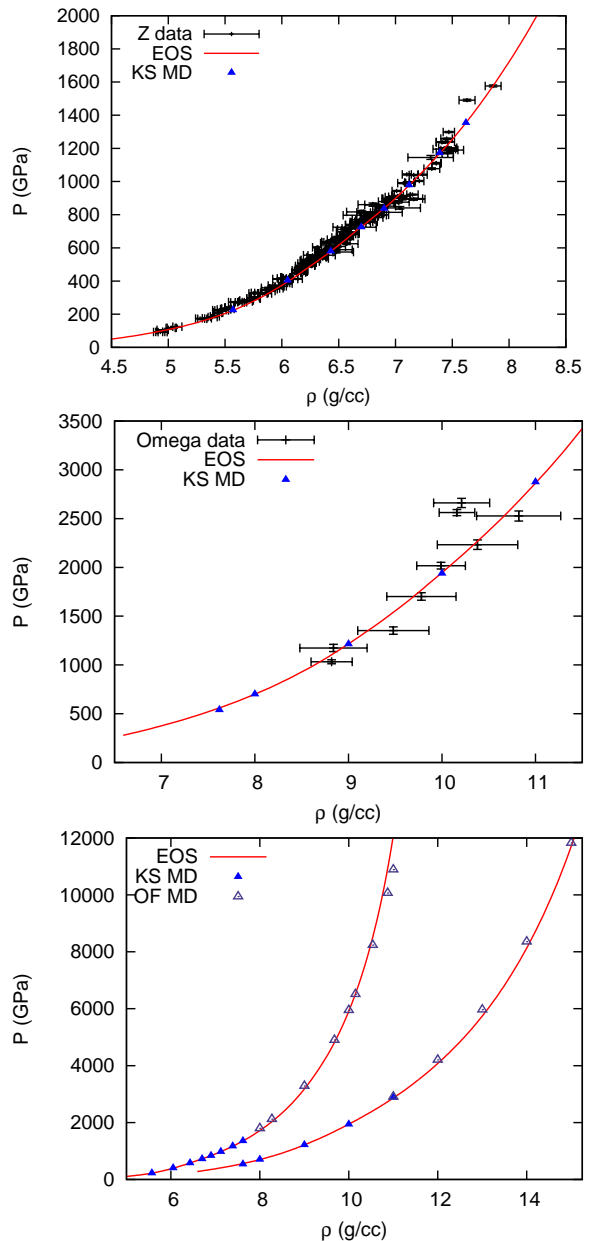 Z data
EOS
KS MD
P (GPa)
2000
1800
1600
1400
1200
1000
800
600
400
200
0
4.5 5 5.5 6 6.5 7 7.5 8 8.5
ρ (g/cc)
Omega data
EOS
KS MD
P (GPa)
3500
3000
2500
2000
1500
1000
500
0
7 8 9 10 11
ρ (g/cc)
EOS
KS MD
OF MD
P (GPa)
12000
10000
8000
6000
4000
2000
0
6 8 10 12 14
ρ (g/cc)